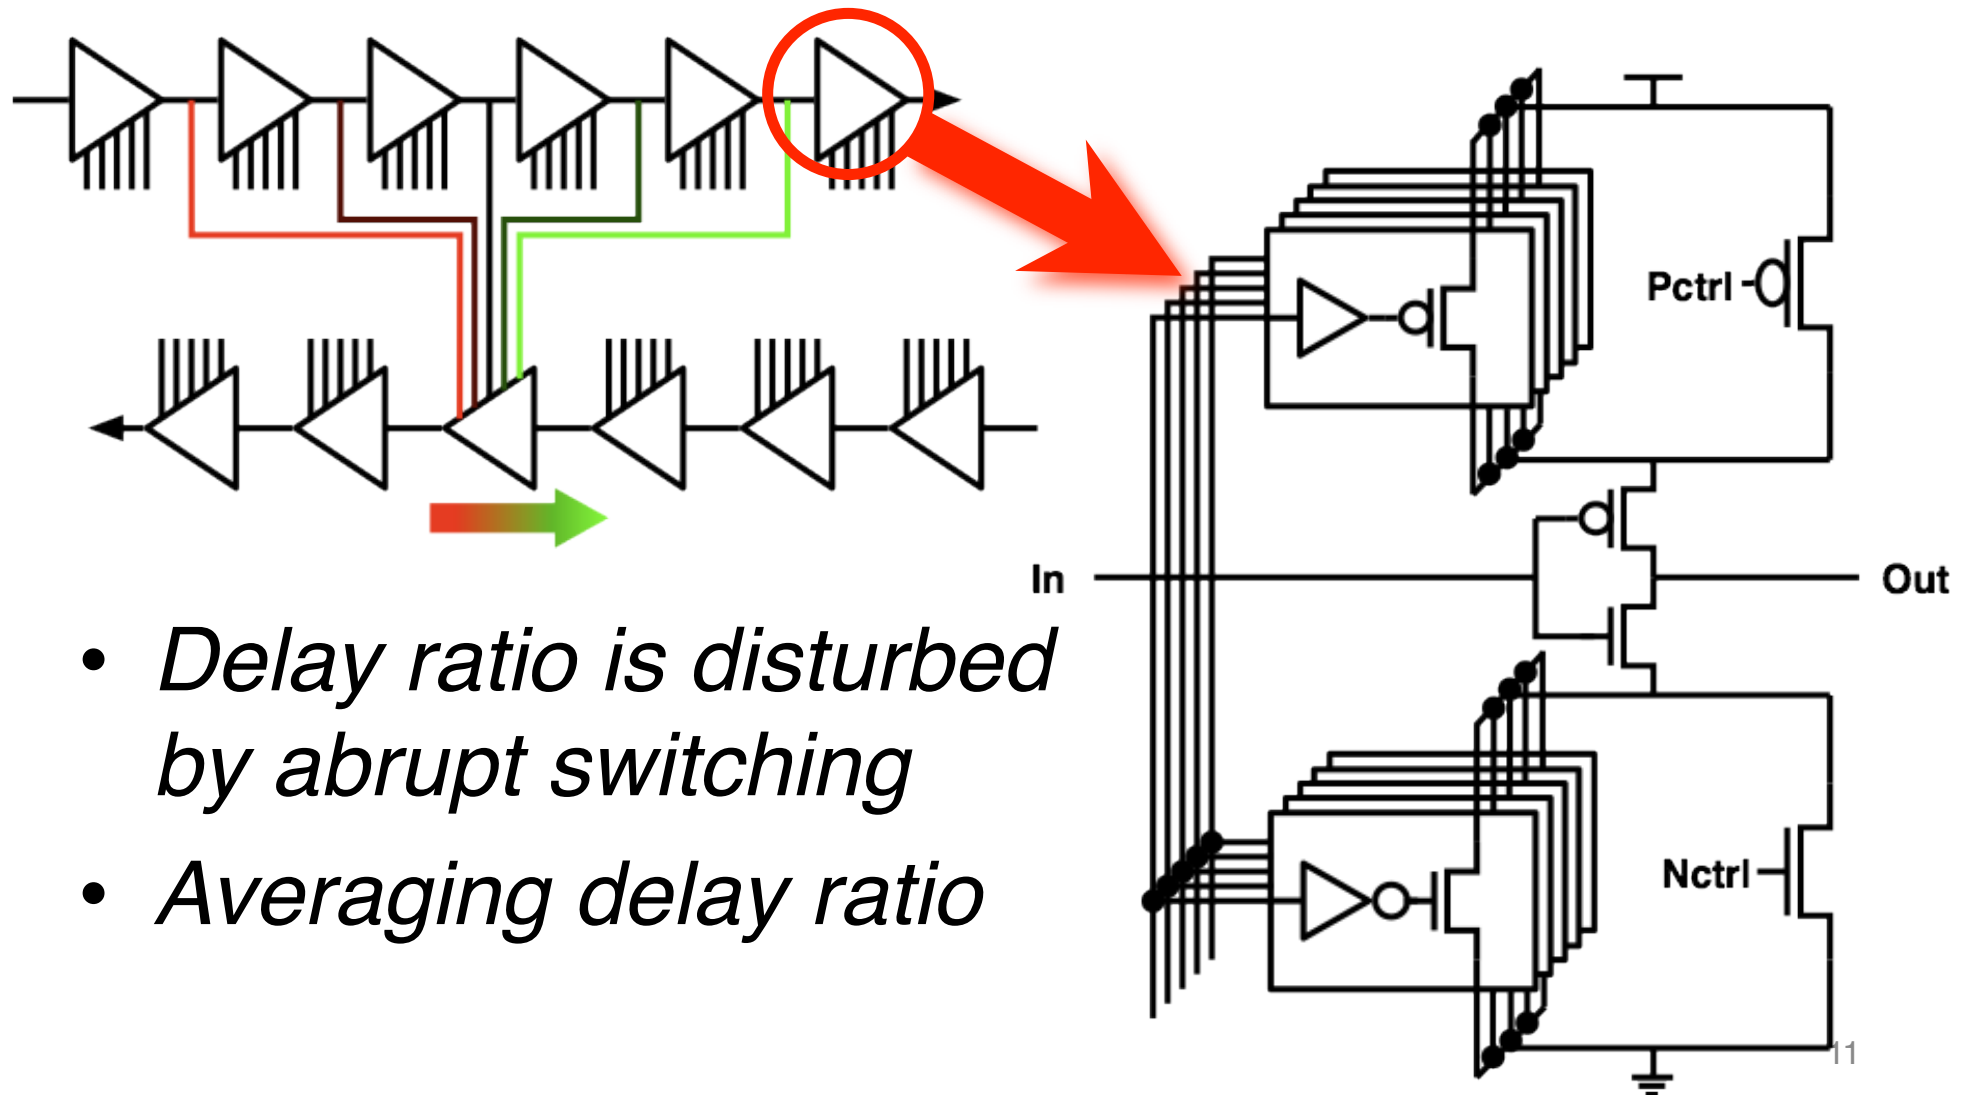 Pctrl
In
Out
• Delay ratio is disturbed
by abrupt switching
• Averaging delay ratio
Nctrl
11